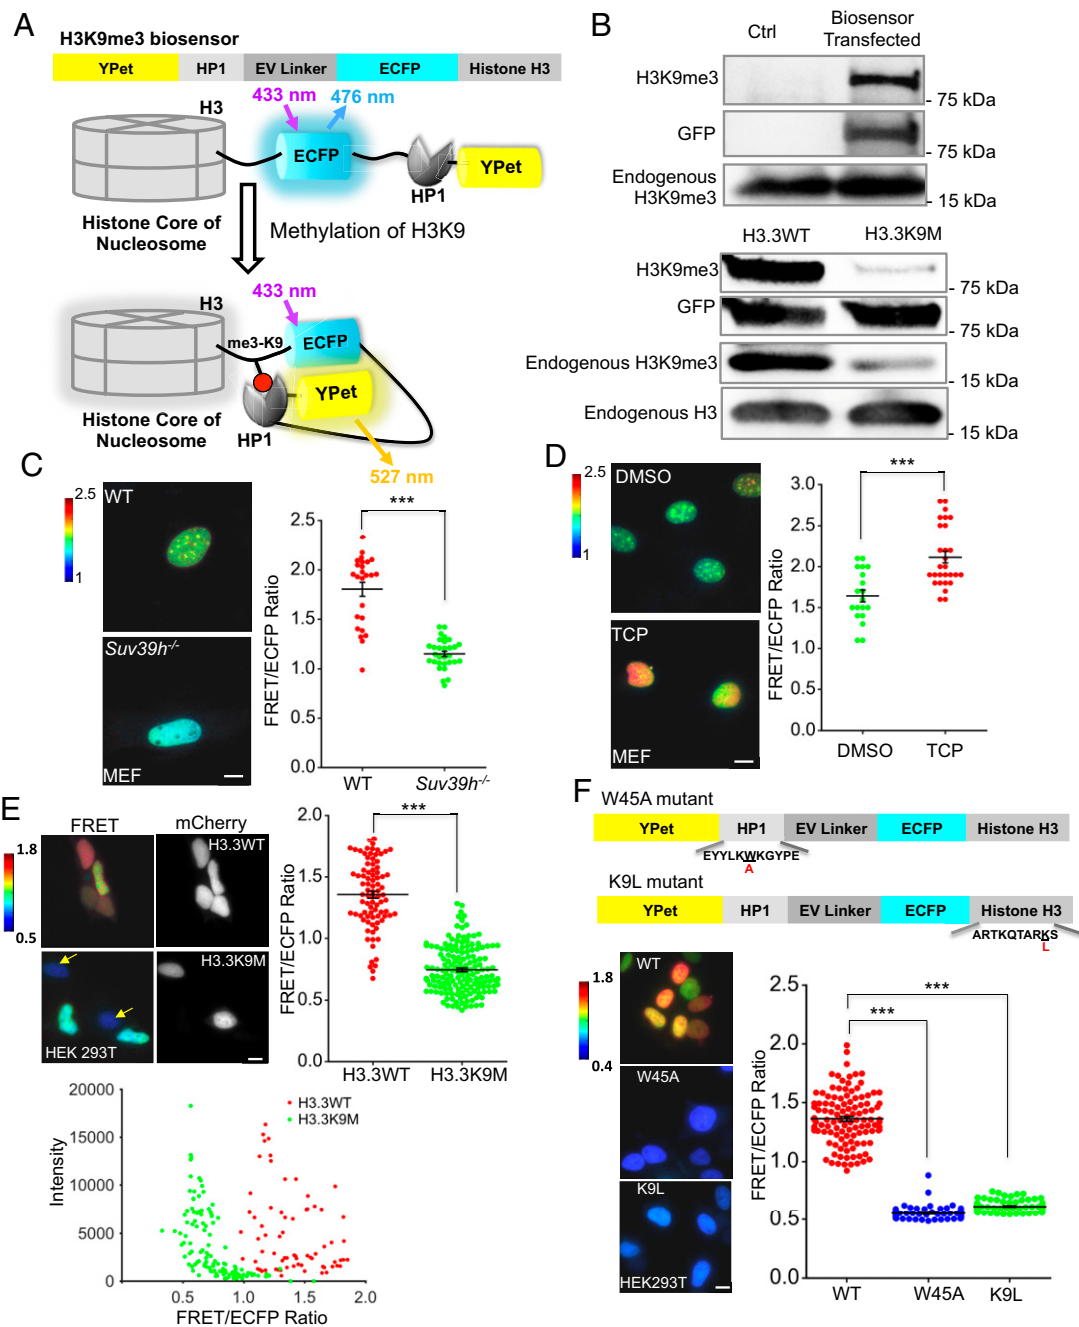 A
H3K9me3 biosensor
YPet HP1 EV Linker ECFP Histone H3
433 nm 476 nm
H3
ECFP
YPet
HP1
Histone Core of
Nucleosome
Methylation of H3K9
433 nm
H3
me3-K9
ECFP
YPet
HP1
Histone Core of
Nucleosome
527 nm
B
Ctrl
Biosensor
Transfected
H3K9me3
- 75 kDa
GFP
- 75 kDa
Endogenous
H3K9me3
- 15 kDa
H3.3WT H3.3K9M
H3K9me3
- 75 kDa
GFP
- 75 kDa
Endogenous H3K9me3
- 15 kDa
Endogenous H3
- 15 kDa
C
2.5
1
WT
Suv39h-/-
MEF
***
FRET/ECFP Ratio
2.5
2.0
1.5
1.0
0.5
0.0
WT Suv39h-/-
D
2.5
1
DMSO
TCP
MEF
***
FRET/ECFP Ratio
3.0
2.5
2.0
1.5
1.0
0.5
0.0
DMSO TCP
E
FRET mCherry
1.8
0.5
H3.3WT
H3.3K9M
HEK 293T
***
FRET/ECFP Ratio
2.0
1.5
1.0
0.5
0.0
H3.3WT H3.3K9M
Intensity
20000
15000
10000
5000
0
H3.3WT
H3.3K9M
0.5 1.0 1.5 2.0
FRET/ECFP Ratio
F
W45A mutant
YPet HP1 EV Linker ECFP Histone H3
EYYLKWKGYPE
A
K9L mutant
YPet HP1 EV Linker ECFP Histone H3
ARTKQTARKS
L
1.8
0.4
WT
W45A
K9L
HEK293T
***
***
FRET/ECFP Ratio
2.5
2.0
1.5
1.0
0.5
0.0
WT W45A K9L